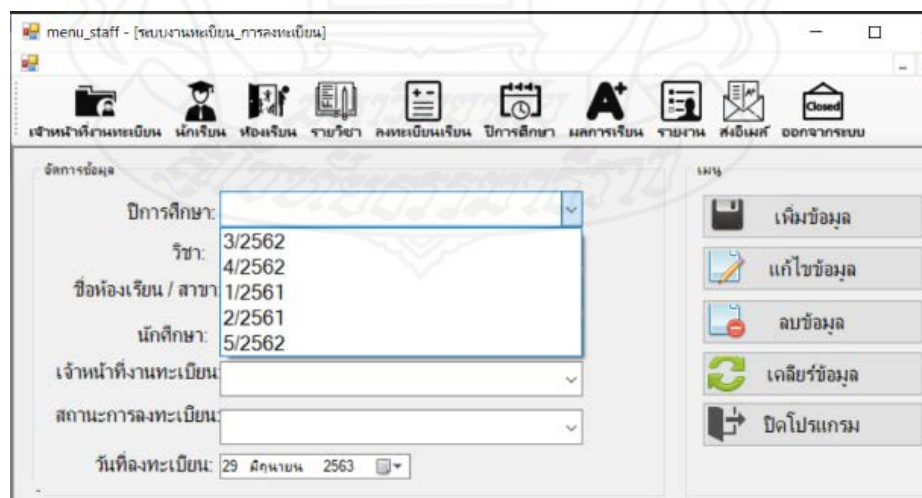 menu_staff - [ระบบงานทะเบียน_การลงทะเบียน]
เจ้าหน้าที่งานทะเบียน นักเรียน ห้องเรียน รายวิชา ลงทะเบียนเรียน ปีการศึกษา ผลการเรียน รายงาน ส่งอีเมล์ ออกจากระบบ
Closed
จัดการข้อมูล
ปีการศึกษา:
3/2562
วิชา:
4/2562
ชื่อห้องเรียน / สาขา
1/2561
2/2561
นักศึกษา:
5/2562
เจ้าหน้าที่งานทะเบียน:
สถานะการลงทะเบียน:
วันที่ลงทะเบียน: 29 มิถุนายน 2563
เมนู
เพิ่มข้อมูล
แก้ไขข้อมูล
ลบข้อมูล
เคลียร์ข้อมูล
ปิดโปรแกรม